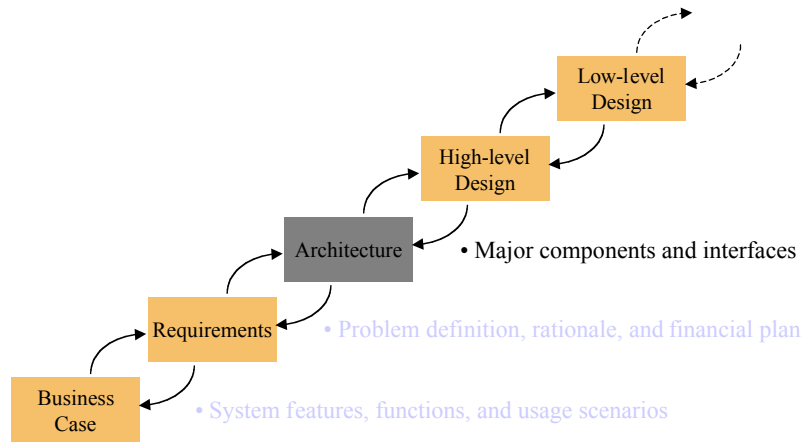 Low-level
Design
High-level
Design
Architecture
• Major components and interfaces
Requirements
• Problem definition, rationale, and financial plan
Business
Case
• System features, functions, and usage scenarios